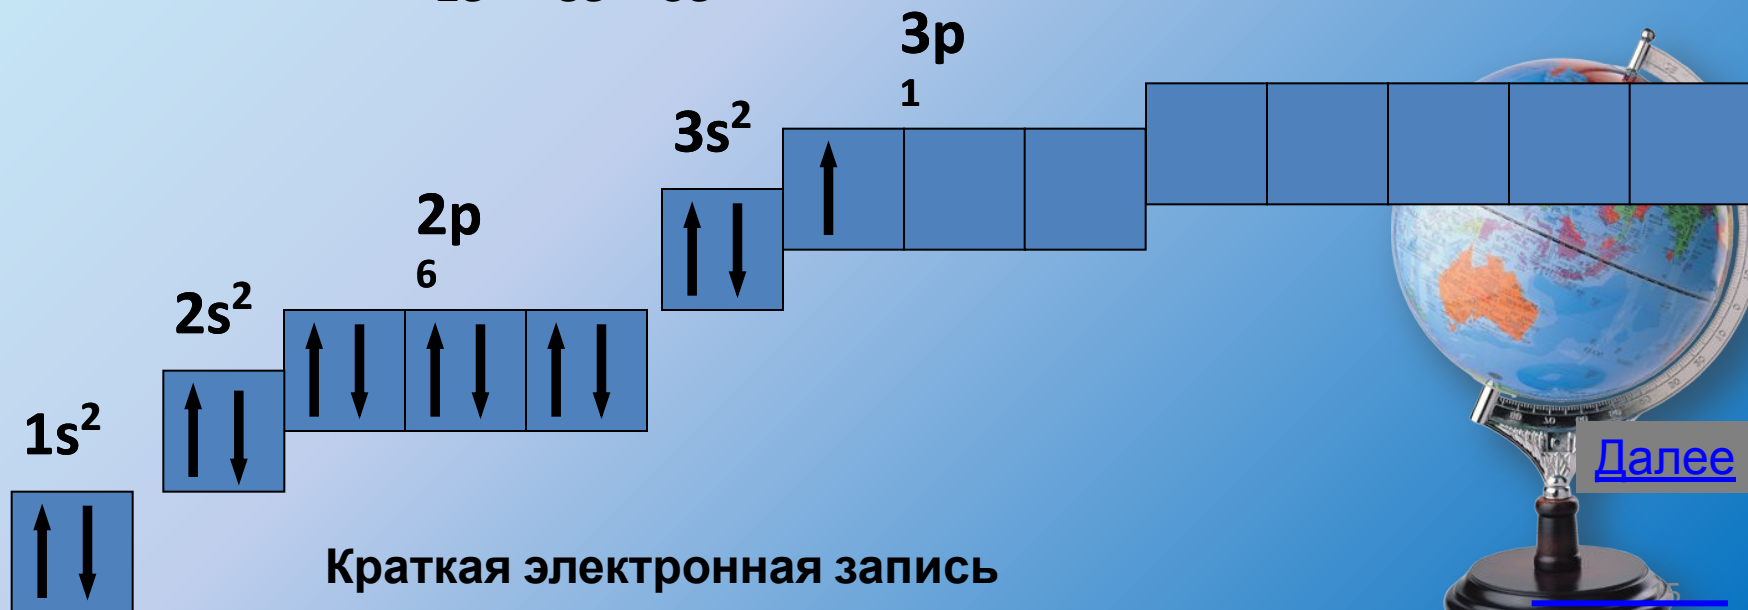 3p
1
3s²
2p
6
2s²
1s²
Далее
Краткая электронная запись